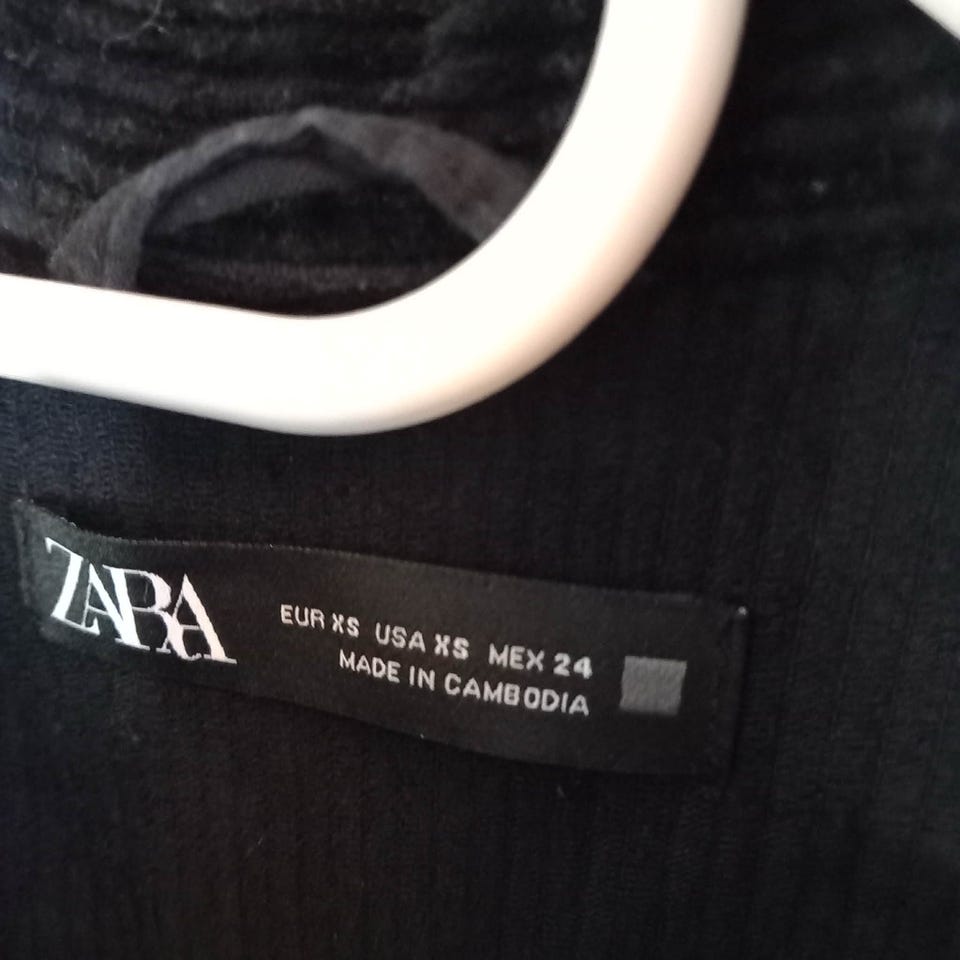 ZARA
EUR XS USA XS MEX 24
MADE IN CAMBODIA